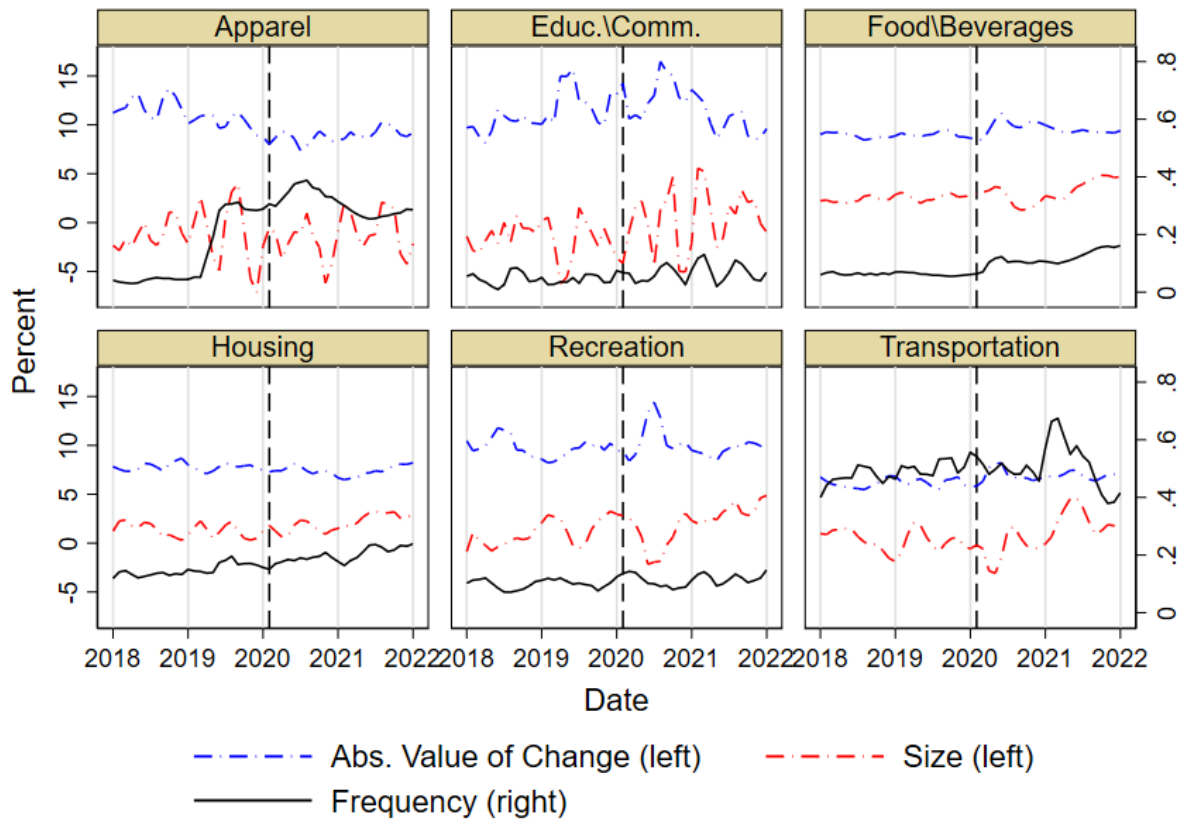 Apparel
Educ.\Comm.
Food\Beverages
15
10
5
0
-5
.8
.6
.4
.2
0
Percent
Housing
Recreation
Transportation
15
10
5
0
-5
.8
.6
.4
.2
0
2018 2019 2020 2021 2022
2018 2019 2020 2021 2022
2018 2019 2020 2021 2022
Date
Abs. Value of Change (left)
Size (left)
Frequency (right)